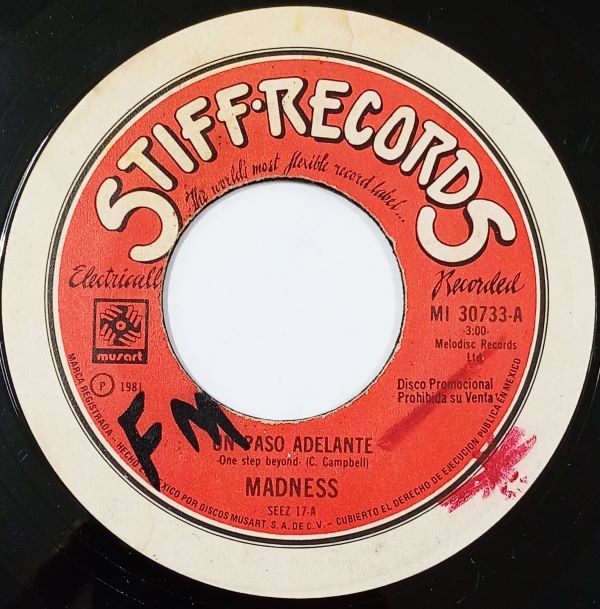 STIFF·RECORDS
The world's most flexible record label...
Electricall
Recorded
musart
MI 30733-A
-3:00-
Melodisc Records
Ltd.
P 1981
Disco Promocional
Prohibida su Venta
FM
UN PASO ADELANTE
-One step beyond- (C. Campbell)
MADNESS
SEEZ 17-A
MARCA REGISTRADA - HECHO EN MEXICO POR DISCOS MUSART, S.A. DE C.V. - CUBIERTO EL DERECHO DE EJECUCION PUBLICA EN MEXICO